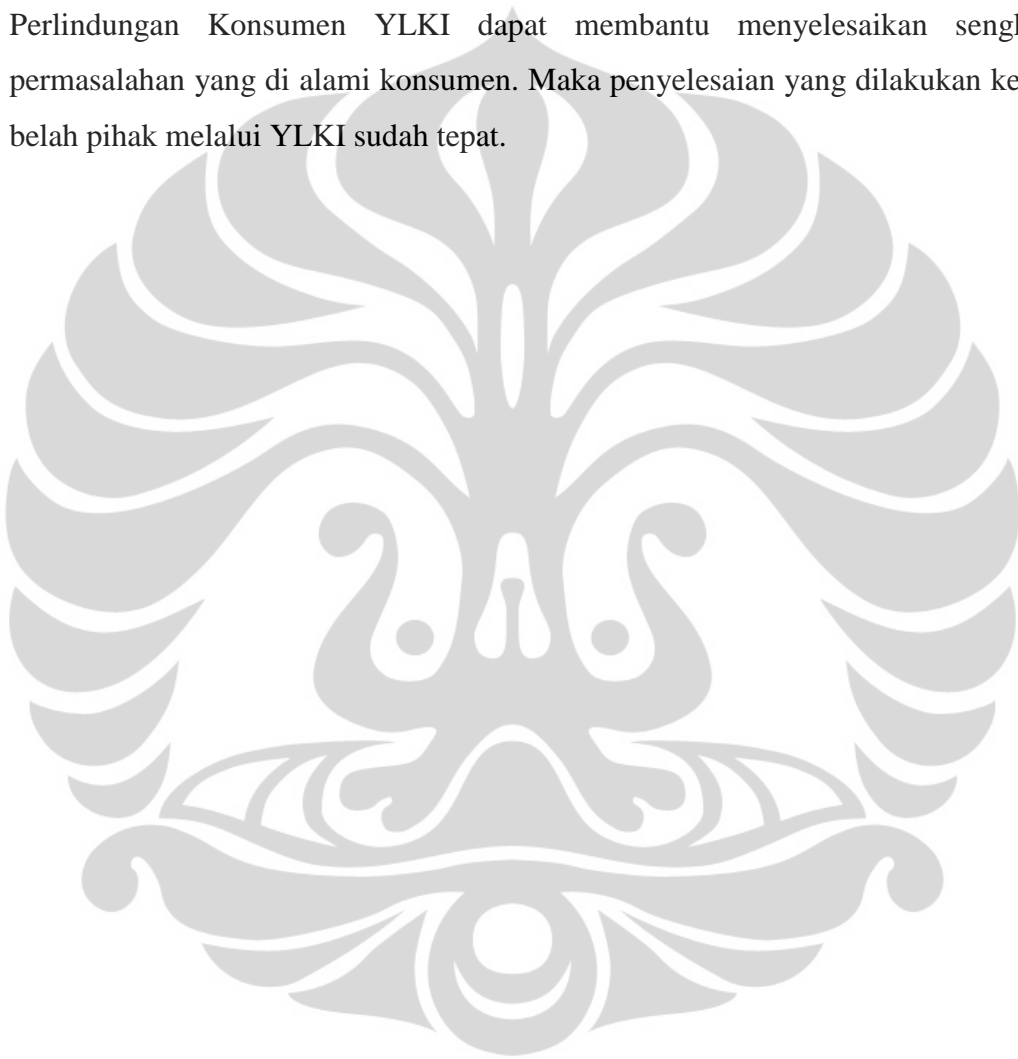 Perlindungan Konsumen YLKI dapat membantu menyelesaikan
permasalahan yang di alami konsumen. Maka penyelesaian yang dilakukan
belah pihak melalui YLKI sudah tepat.